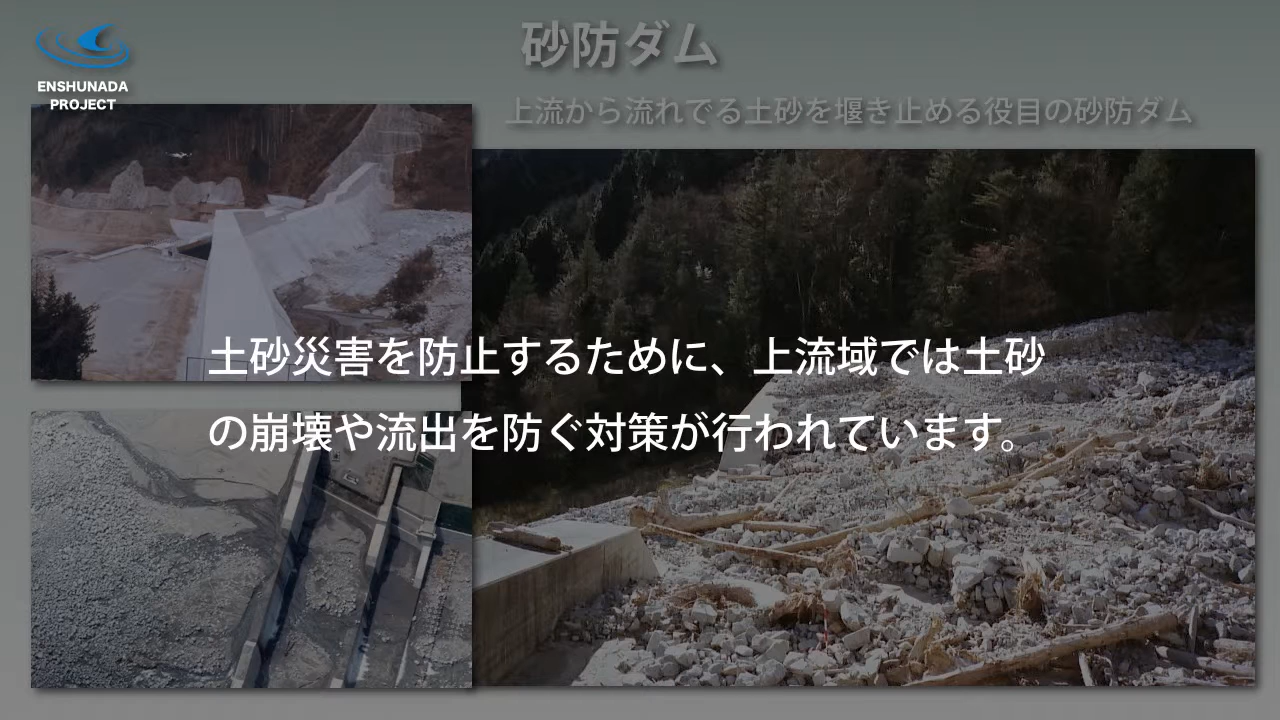 砂防ダム
ENSHUNADA
PROJECT
上流から流れでる土砂を堰き止める役目の砂防ダム
土砂災害を防止するために、上流域では土砂
の崩壊や流出を防ぐ対策が行われています。